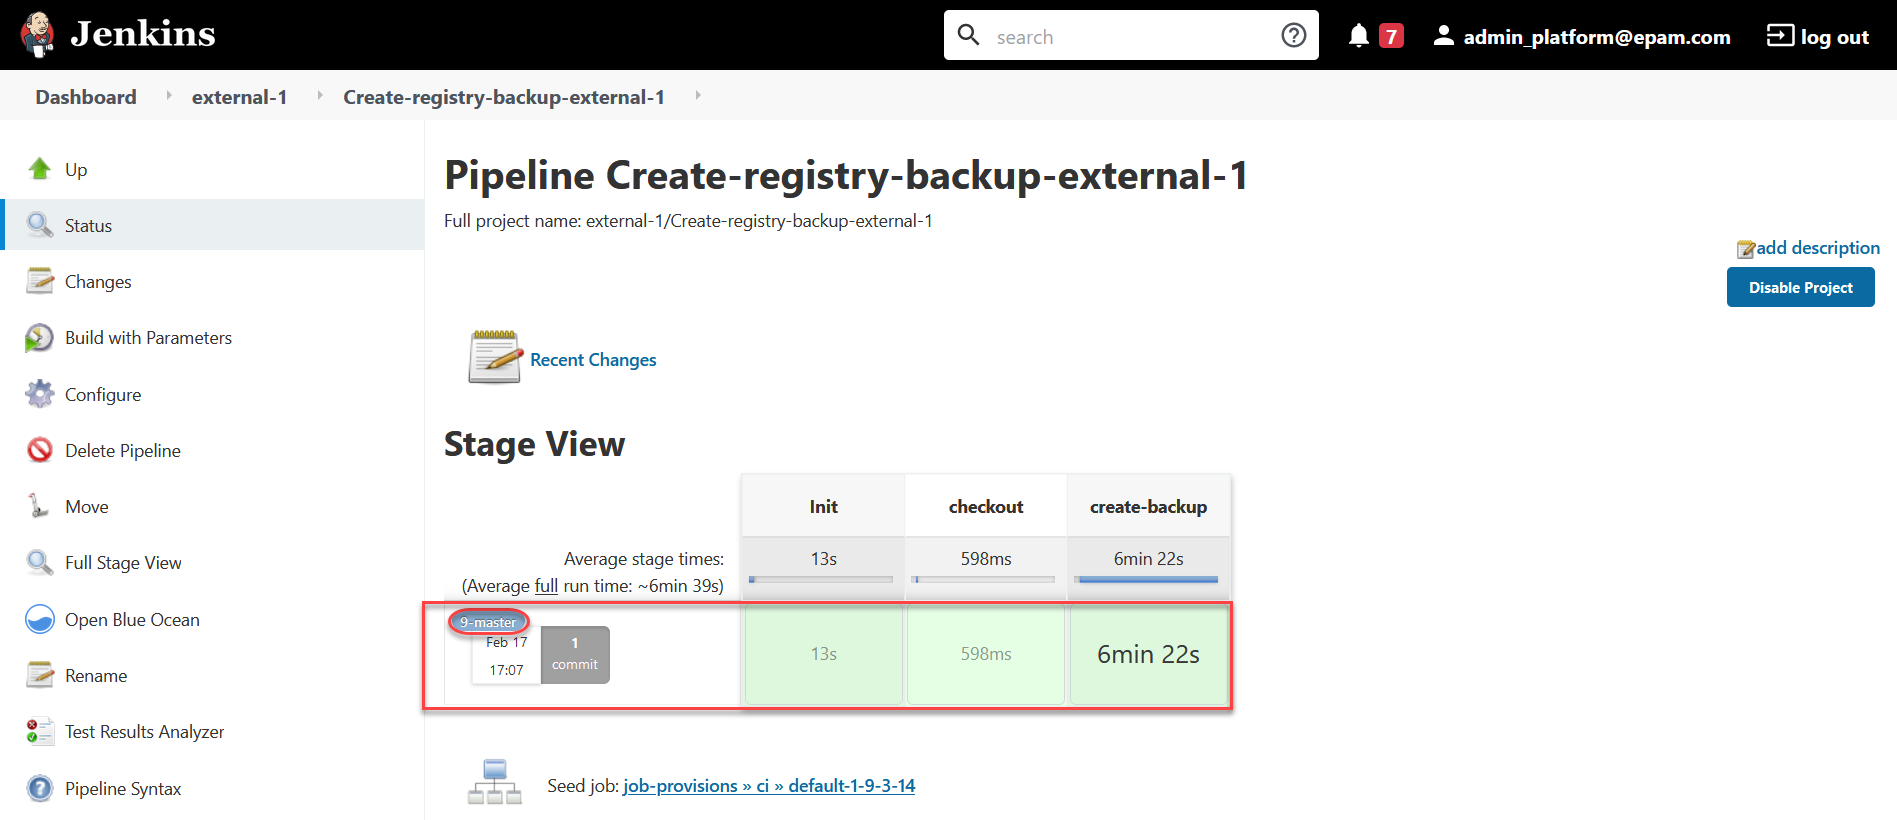 Jenkins
search
7
admin_platform@epam.com
log out
Dashboard
external-1
Create-registry-backup-external-1
Up
Status
Changes
Build with Parameters
Configure
Delete Pipeline
Move
Full Stage View
Open Blue Ocean
Rename
Test Results Analyzer
Pipeline Syntax
Pipeline Create-registry-backup-external-1
Full project name: external-1/Create-registry-backup-external-1
add description
Disable Project
Recent Changes
Stage View
Init checkout create-backup
Average stage times: 13s 598ms 6min 22s
(Average full run time: ~6min 39s)
9-master
Feb 17
17:07
1
commit
13s 598ms 6min 22s
Seed job: job-provisions » ci » default-1-9-3-14